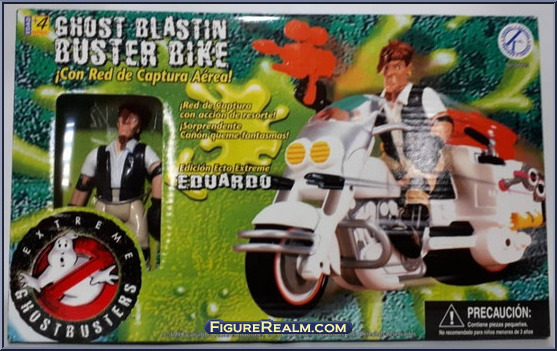 4
GHOST BLASTIN
BUSTER BIKE
¡Con Red de Captura Aérea!
¡Red de Captura
con acción de resorte!
¡Sorprendente
Cañón quema fantasmas!
Edición Ecto Extreme
EDUARDO
EXTREME
GHOSTBUSTERS
PRECAUCIÓN:
Contiene piezas pequeñas.
No recomendado para niños menores de 3 años
FIGUREREALM.COM